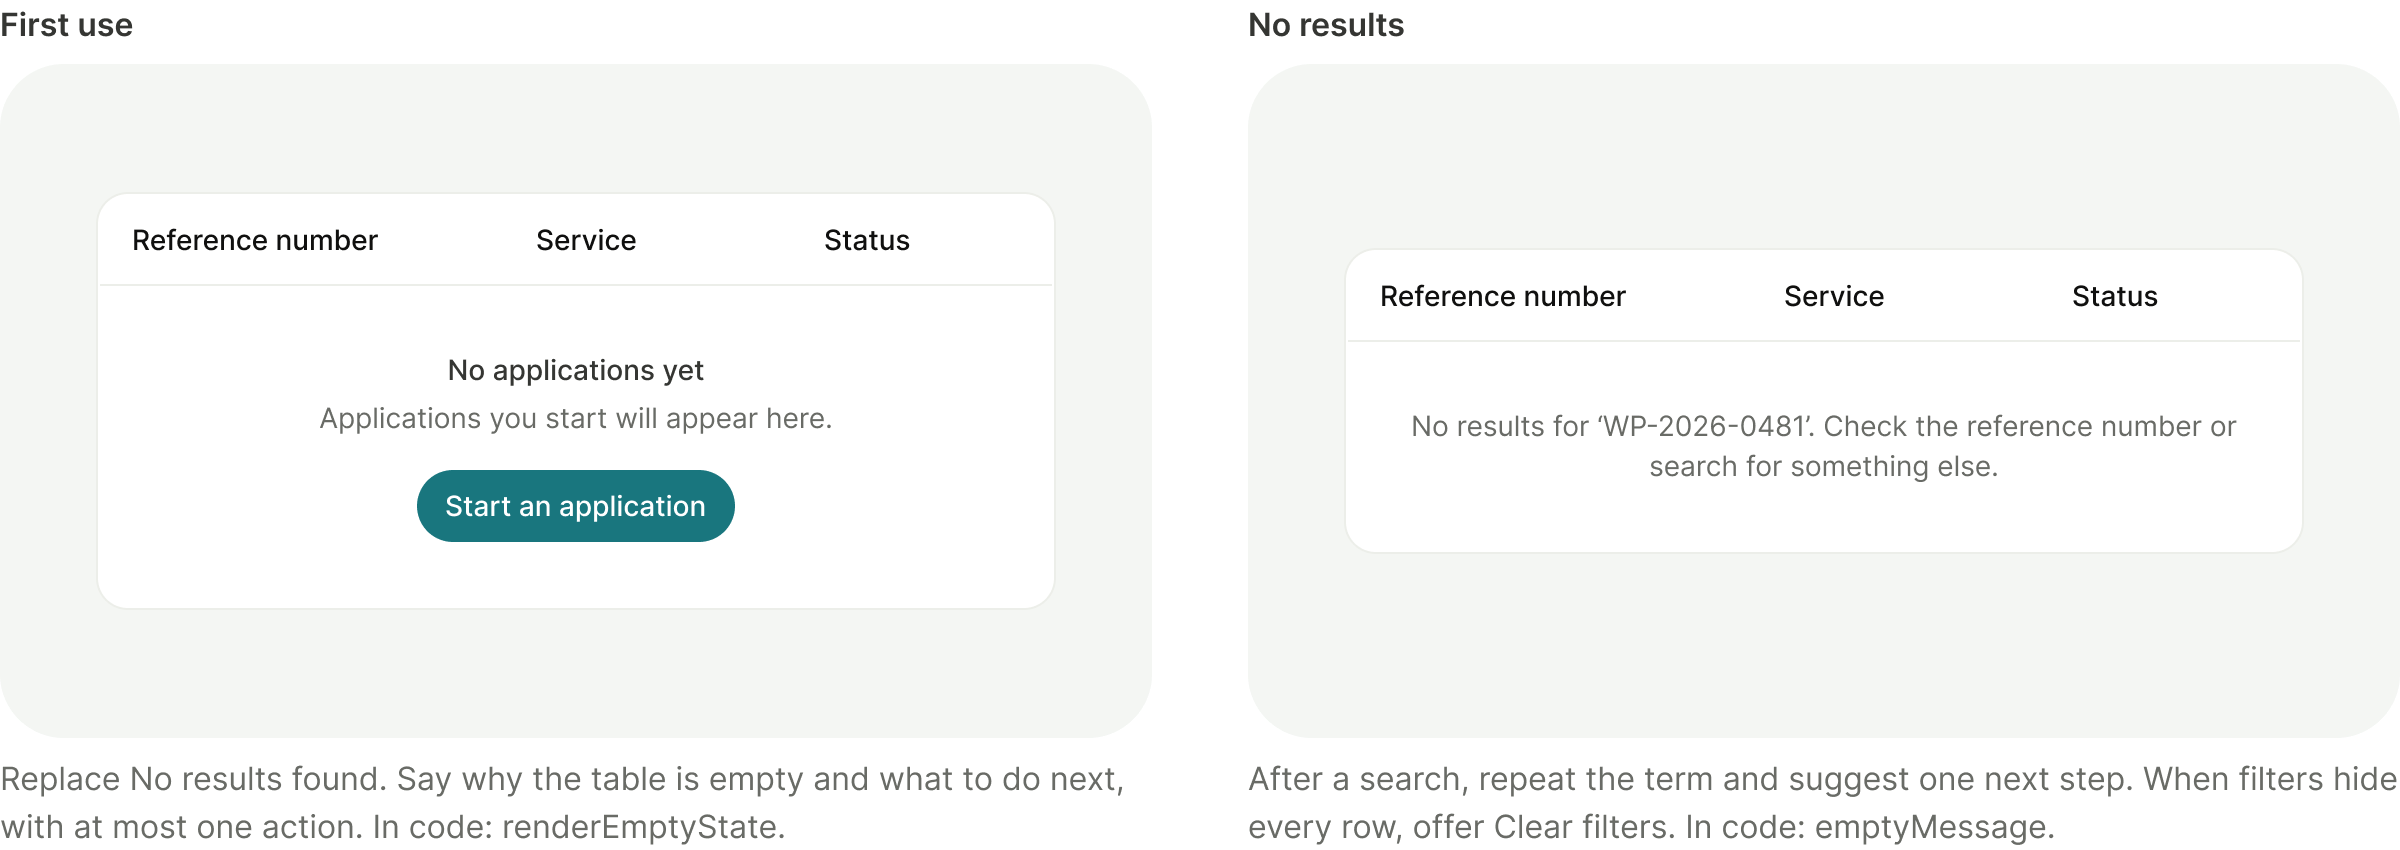 First use
Reference number Service Status
No applications yet
Applications you start will appear here.
Start an application
Replace No results found. Say why the table is empty and what to do next,
with at most one action. In code: renderEmptyState.
No results
Reference number Service Status
No results for ‘WP-2026-0481’. Check the reference number or
search for something else.
After a search, repeat the term and suggest one next step. When filters hide
every row, offer Clear filters. In code: emptyMessage.